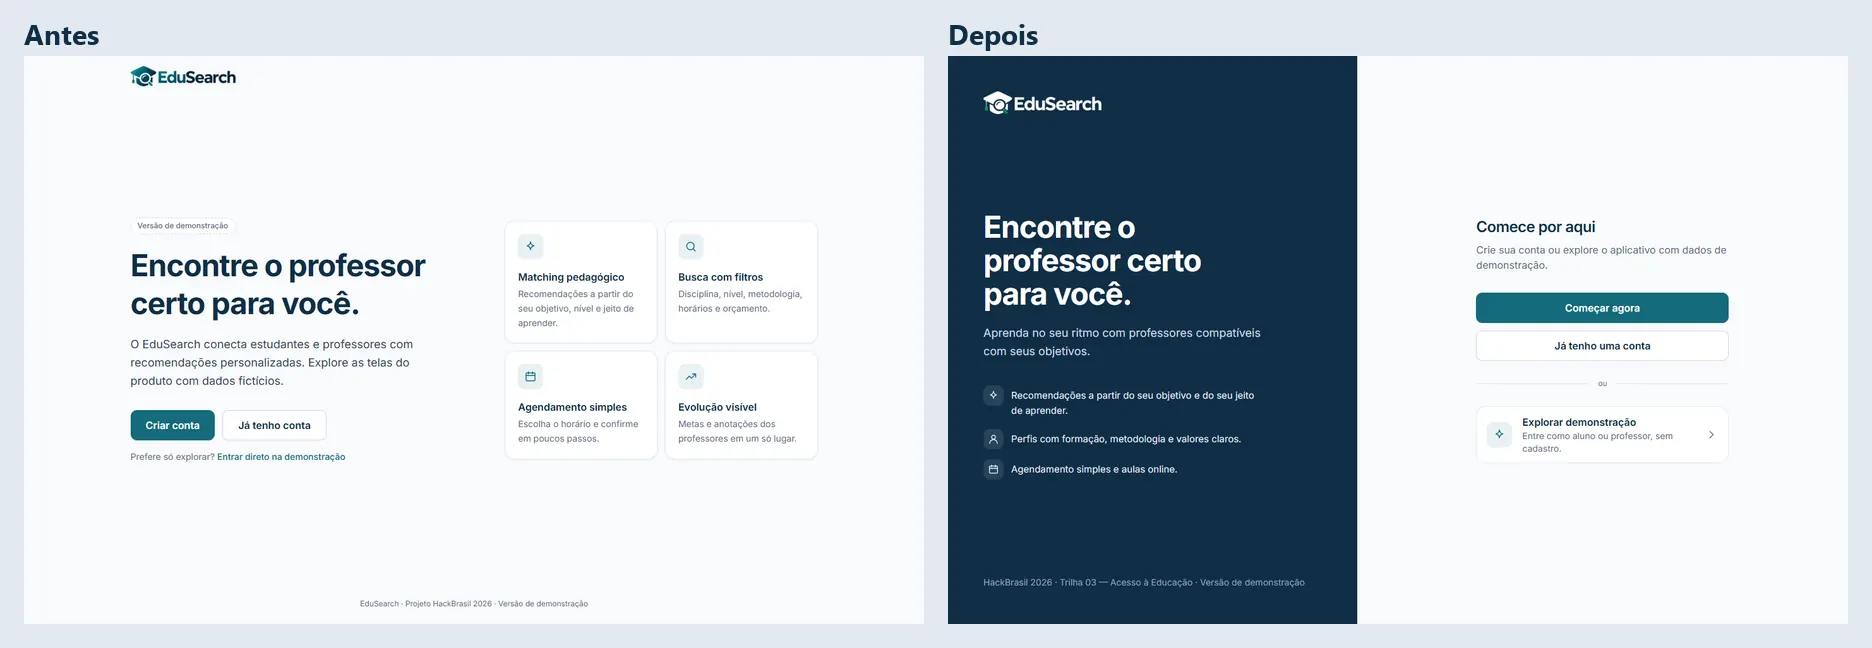 Antes
EduSearch
Versão de demonstração
Encontre o professor
certo para você.
O EduSearch conecta estudantes e professores com
recomendações personalizadas. Explore as telas do
produto com dados fictícios.
Criar conta
Já tenho conta
Prefere só explorar? Entrar direto na demonstração
Matching pedagógico
Recomendações a partir do
seu objetivo, nível e jeito de
aprender.
Busca com filtros
Disciplina, nível, metodologia,
horários e orçamento.
Agendamento simples
Escolha o horário e confirme
em poucos passos.
Evolução visível
Metas e anotações dos
professores em um só lugar.
EduSearch · Projeto HackBrasil 2026 · Versão de demonstração
Depois
EduSearch
Encontre o
professor certo
para você.
Aprenda no seu ritmo com professores compatíveis
com seus objetivos.
Recomendações a partir do seu objetivo e do seu jeito
de aprender.
Perfis com formação, metodologia e valores claros.
Agendamento simples e aulas online.
HackBrasil 2026 · Trilha 03 — Acesso à Educação · Versão de demonstração
Comece por aqui
Crie sua conta ou explore o aplicativo com dados de
demonstração.
Começar agora
Já tenho uma conta
ou
Explorar demonstração
Entre como aluno ou professor, sem
cadastro.